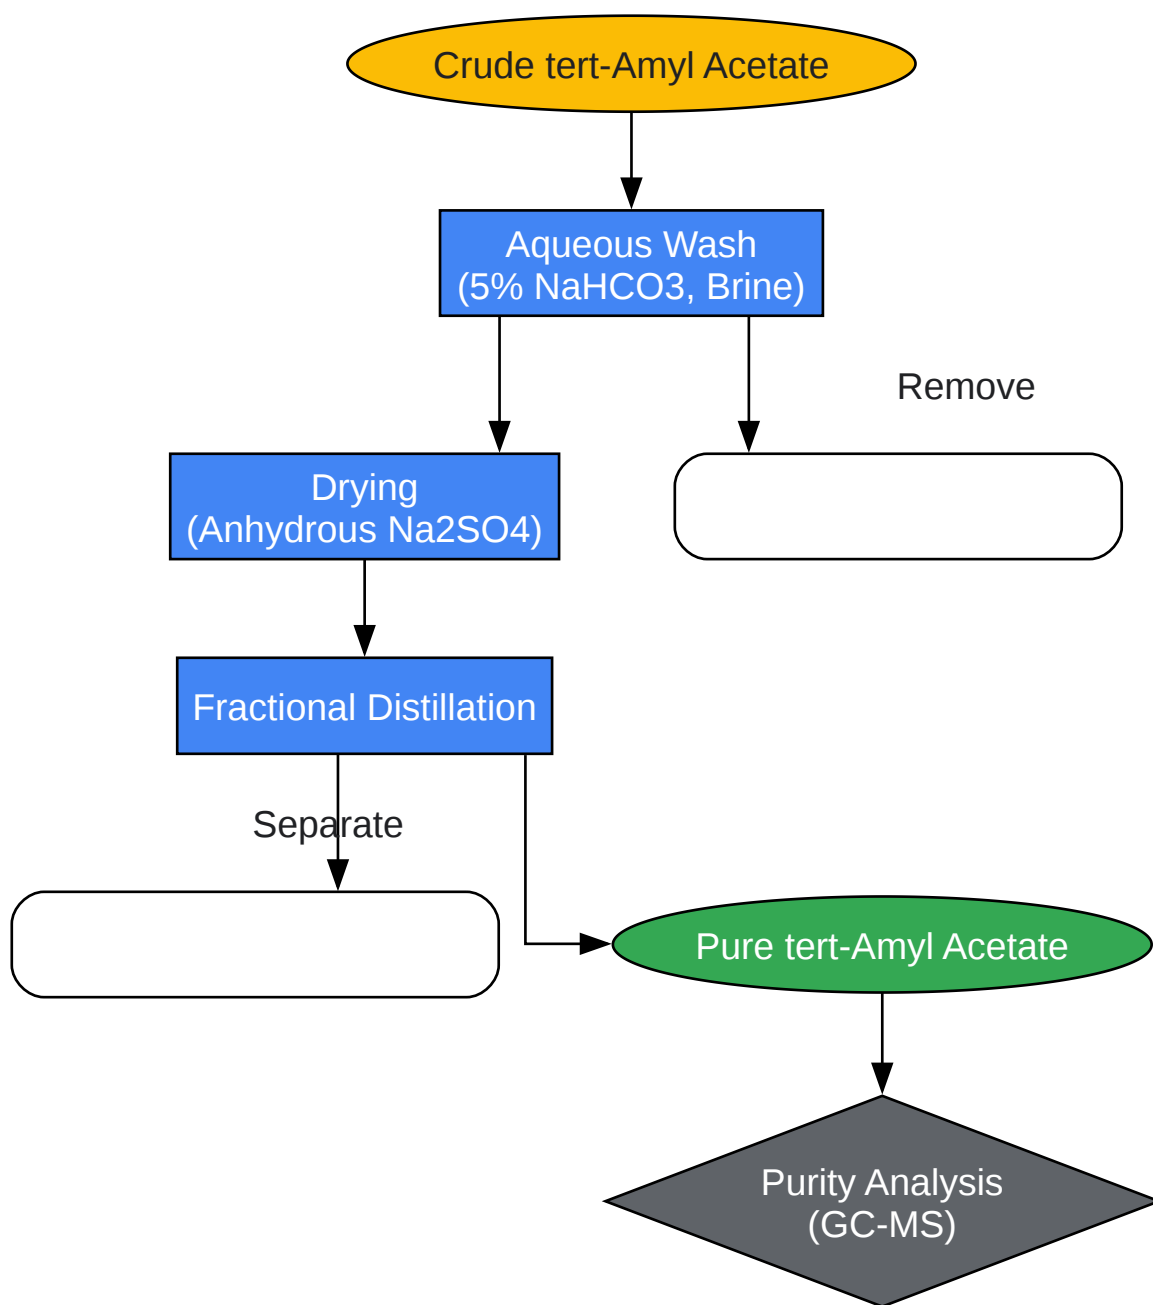 Crude tert-Amyl Acetate
Aqueous Wash
(5% NaHCO3, Brine)
Remove
Drying
(Anhydrous Na2SO4)
Fractional Distillation
Separate
Pure tert-Amyl Acetate
Purity Analysis
(GC-MS)